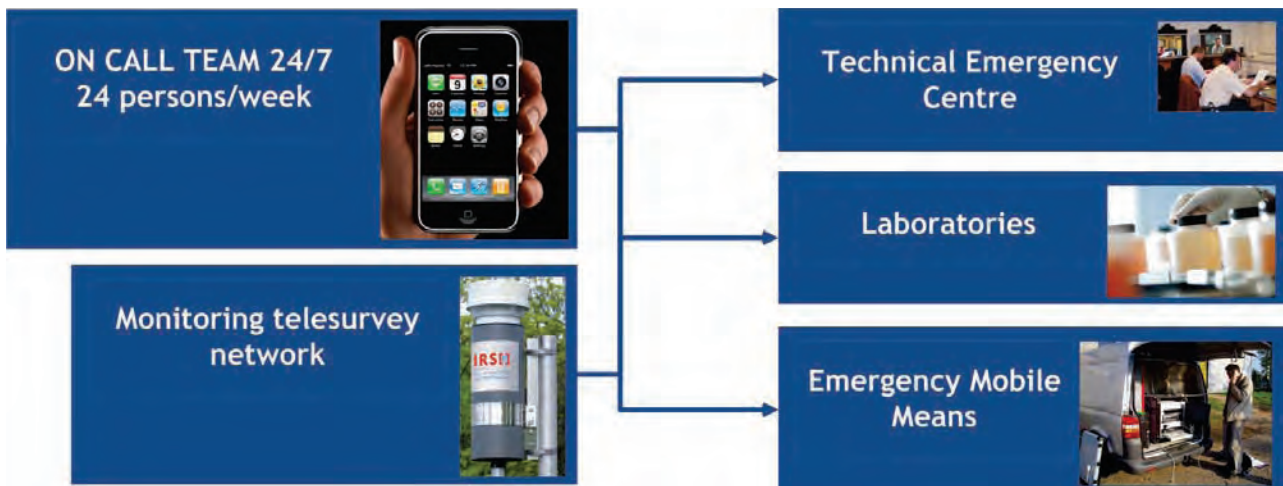 ON CALL TEAM 24/7
24 persons/week
Technical Emergency
Centre
Laboratories
Monitoring telesurvey
network
IRSN
Emergency Mobile
Means